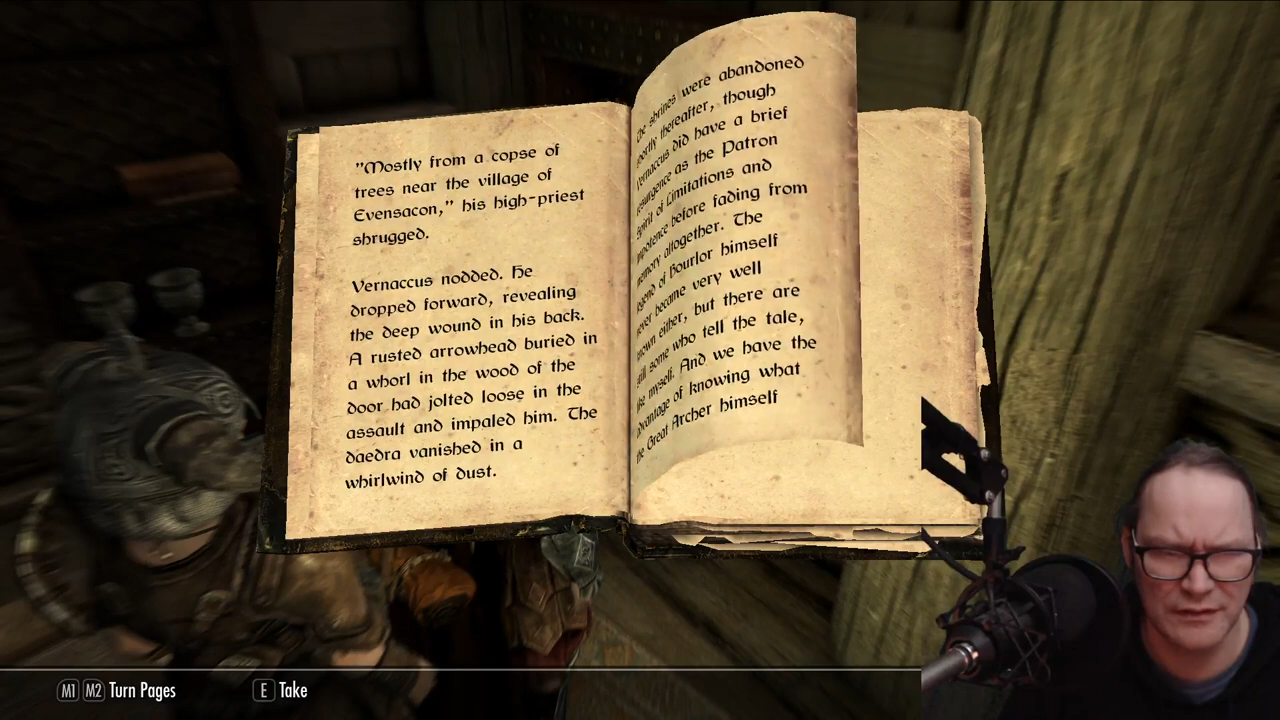 "Mostly from a copse of
trees near the village of
Evensacon," his high-priest
shrugged.
Vernaccus nodded. He
dropped forward, revealing
the deep wound in his back.
A rusted arrowhead buried in
a whorl in the wood of the
door had jolted loose in the
assault and impaled him. The
daedra vanished in a
whirlwind of dust.
The shrines were abandoned
shortly thereafter, though
Vernaccus did have a brief
resurgence as the Patron
Spirit of Limitations and
Impotence before fading from
memory altogether. The
legend of Bourlor himself
never became very well
known either, but there are
still some who tell the tale,
like myself. And we have the
advantage of knowing what
the Great Archer himself
M1 M2 Turn Pages
E Take